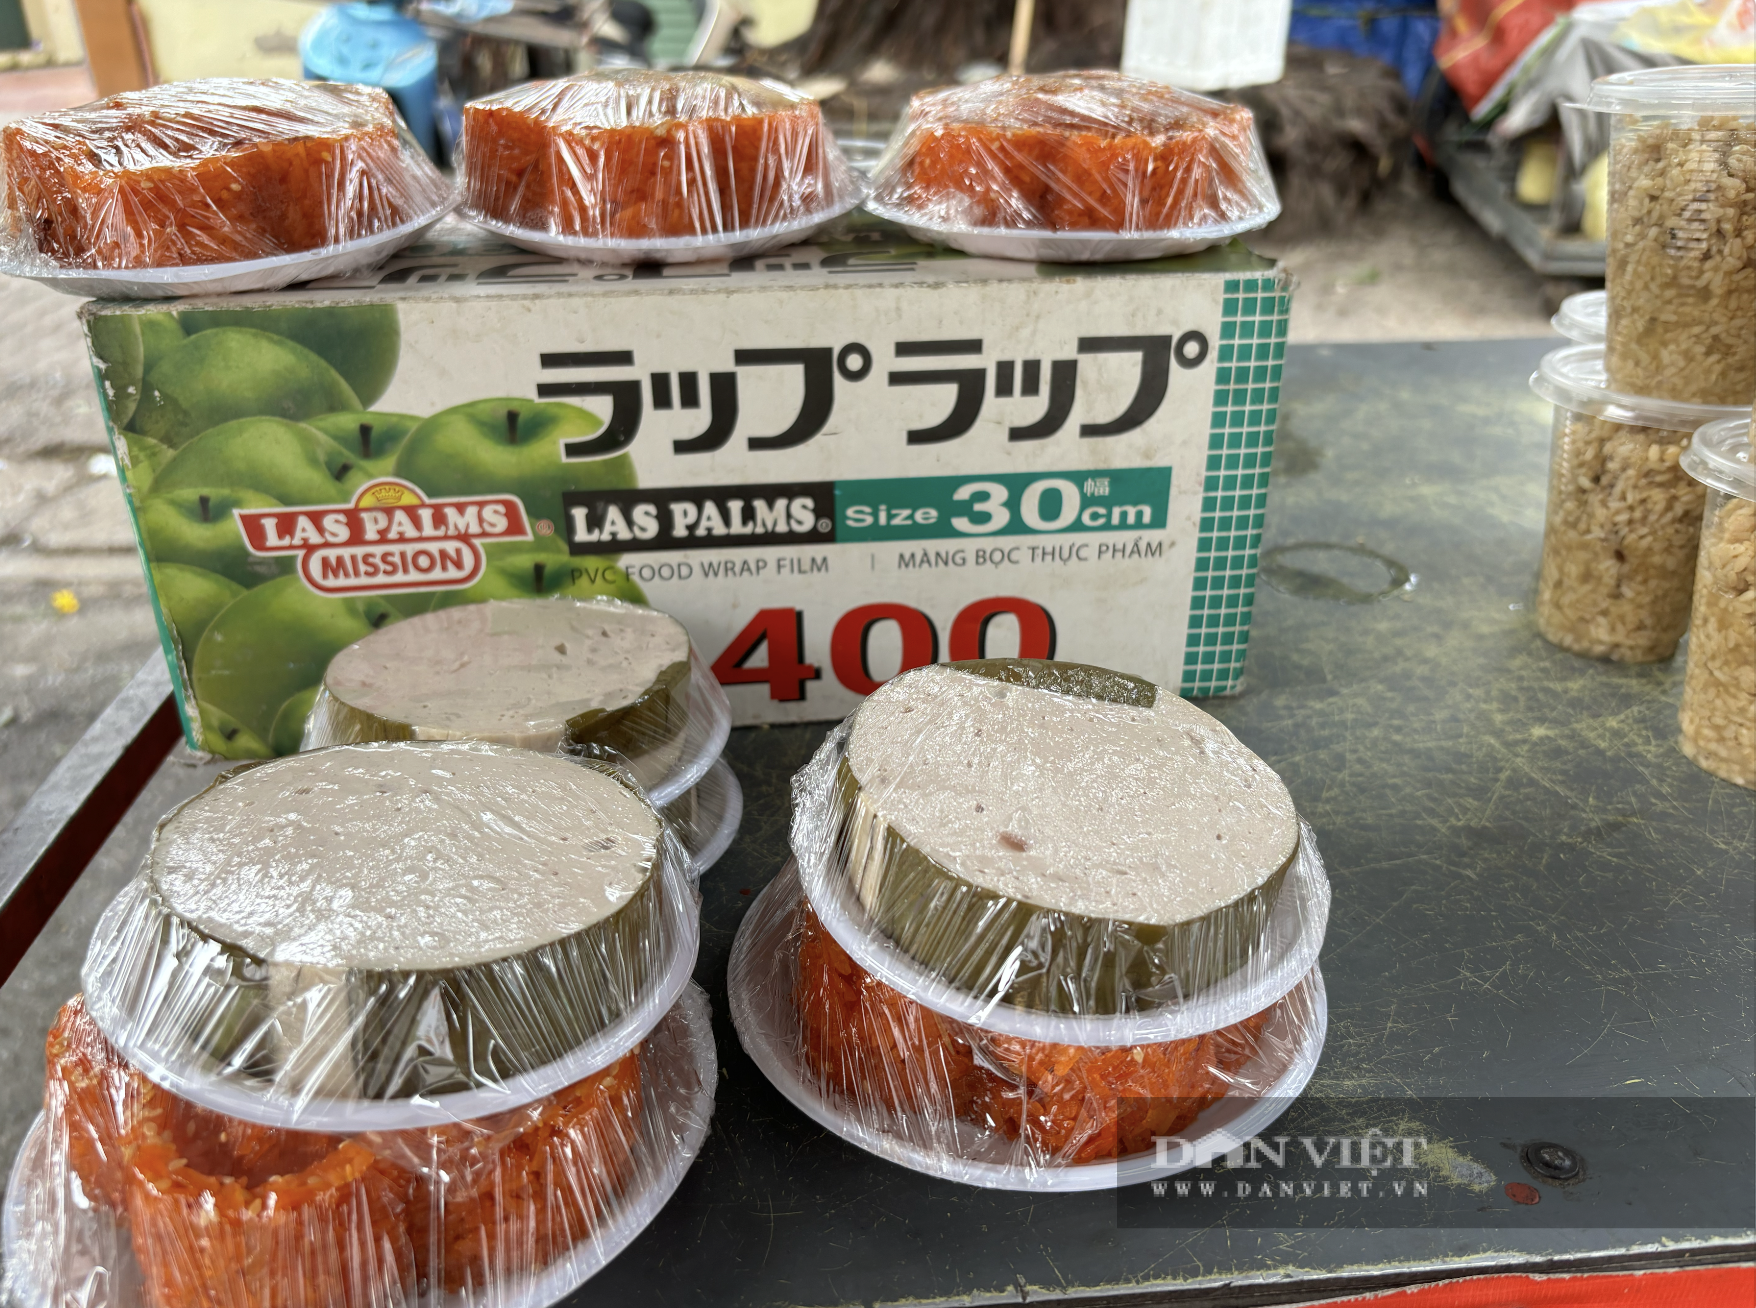 ラップ ラップ
LAS PALMS ®
MISSION
LAS PALMS® Size 30cm 幅
PVC FOOD WRAP FILM | MÀNG BỌC THỰC PHẨM
400
DÂN VIỆT
WWW.DANVIET.VN